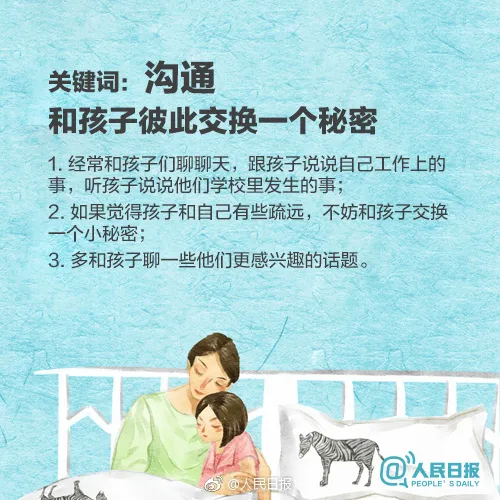 关键词：沟通
和孩子彼此交换一个秘密
1. 经常和孩子们聊聊天，跟孩子说说自己工作上的
事，听孩子说说他们学校里发生的事；
2. 如果觉得孩子和自己有些疏远，不妨和孩子交换
一个小秘密；
3. 多和孩子聊一些他们更感兴趣的话题。
@人民日报
PEOPLE'S DAILY
@人民日报